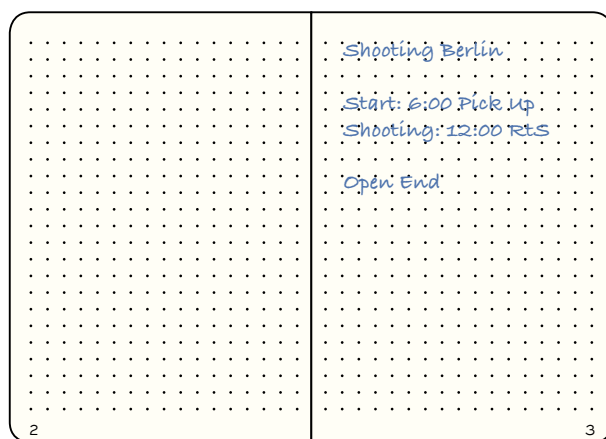 Shooting Berlin
Start: 6:00 Pick Up
Shooting: 12:00 RtS
Open End
2
3